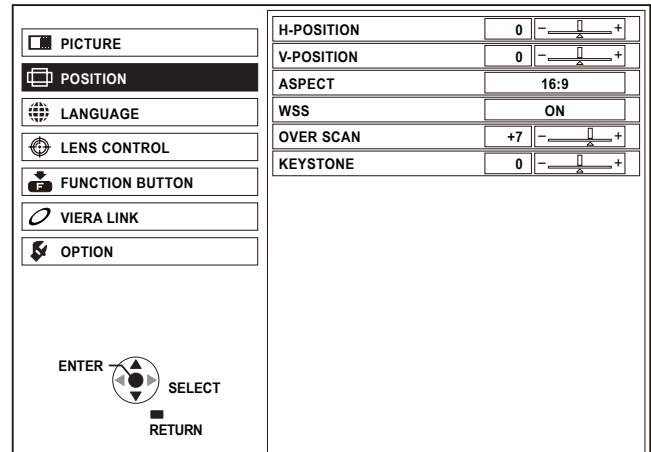 PICTURE
POSITION
LANGUAGE
LENS CONTROL
F FUNCTION BUTTON
VIERA LINK
OPTION
ENTER
SELECT
RETURN
H-POSITION 0 - +
V-POSITION 0 - +
ASPECT 16:9
WSS ON
OVER SCAN +7 - +
KEYSTONE 0 - +